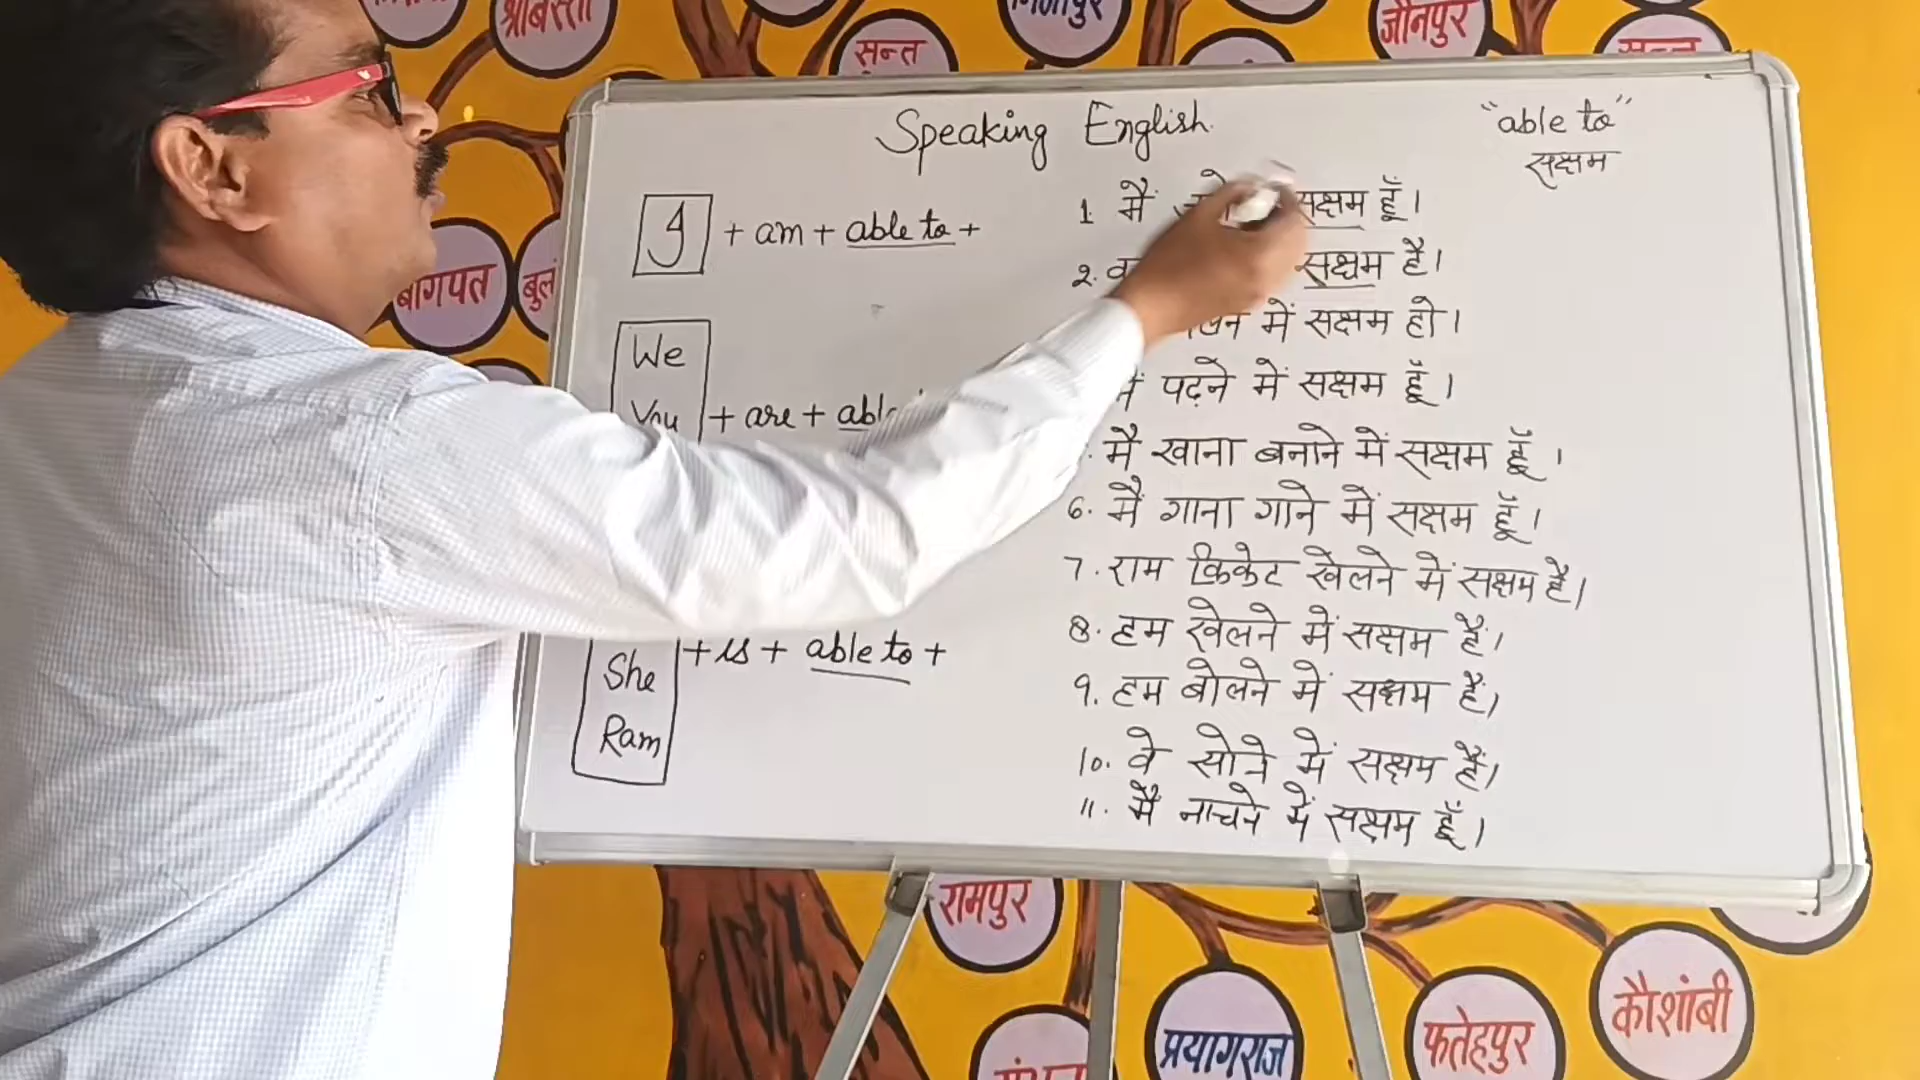 श्रावस्ती
मिर्जापुर
जौनपुर
सन्त
सन्त
बागपत
Speaking English
"able to"
सक्षम
I + am + able to +
We
You + are +
+ is + able to +
She
Ram
1. मैं सक्षम हूँ।
2. सक्षम है।
में सक्षम हो।
पढ़ने में सक्षम हूँ।
मैं खाना बनाने में सक्षम हूँ।
6. मैं गाना गाने में सक्षम हूँ।
7. राम क्रिकेट खेलने में सक्षम है।
8. हम खेलने में सक्षम हैं।
9. हम बोलने में सक्षम हैं।
10. वे सोने में सक्षम हैं।
11. मैं नाचने में सक्षम हूँ।
रामपुर
प्रयागराज
फतेहपुर
कौशांबी